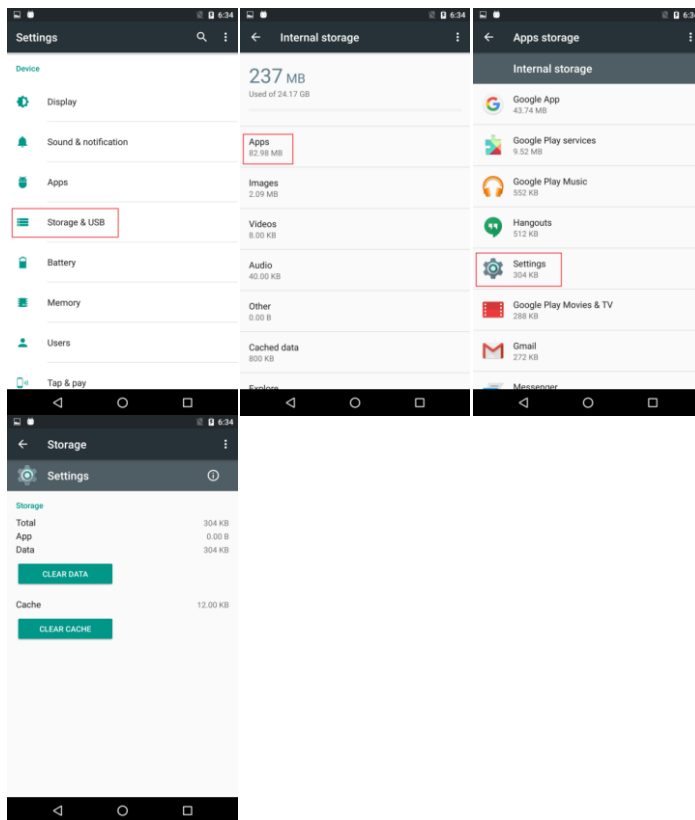 6:34
Settings
Device
Display
Sound & notification
Apps
Storage & USB
Battery
Memory
Users
Tap & pay
6:34
Internal storage
237 MB
Used of 24.17 GB
Apps
82.98 MB
Images
2.09 MB
Videos
8.00 KB
Audio
40.00 KB
Other
0.00 B
Cached data
800 KB
Explore
6:34
Apps storage
Internal storage
Google App
43.74 MB
Google Play services
9.52 MB
Google Play Music
552 KB
Hangouts
512 KB
Settings
304 KB
Google Play Movies & TV
288 KB
Gmail
272 KB
Messenger
6:34
Storage
Settings
Storage
Total 304 KB
App 0.00 B
Data 304 KB
CLEAR DATA
Cache 12.00 KB
CLEAR CACHE